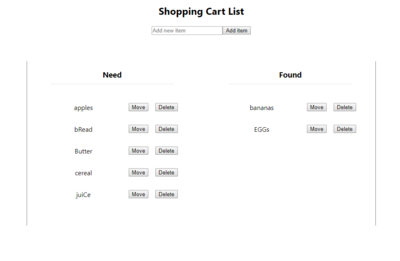 Shopping Cart List
Add new item Add item
Need Found
apples Move Delete bananas Move Delete
bRead Move Delete EGGs Move Delete
Butter Move Delete
cereal Move Delete
juiCe Move Delete